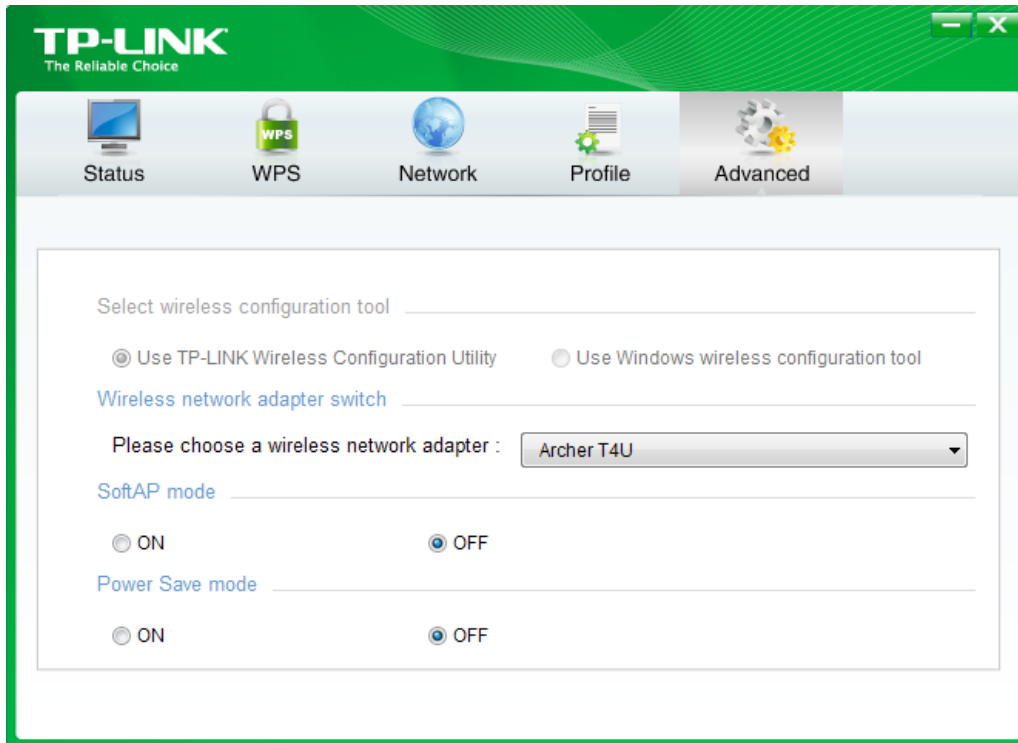 TP-LINK
The Reliable Choice
Status
WPS
WPS
Network
Profile
Advanced
Select wireless configuration tool
Use TP-LINK Wireless Configuration Utility
Use Windows wireless configuration tool
Wireless network adapter switch
Please choose a wireless network adapter :
Archer T4U
SoftAP mode
ON
OFF
Power Save mode
ON
OFF